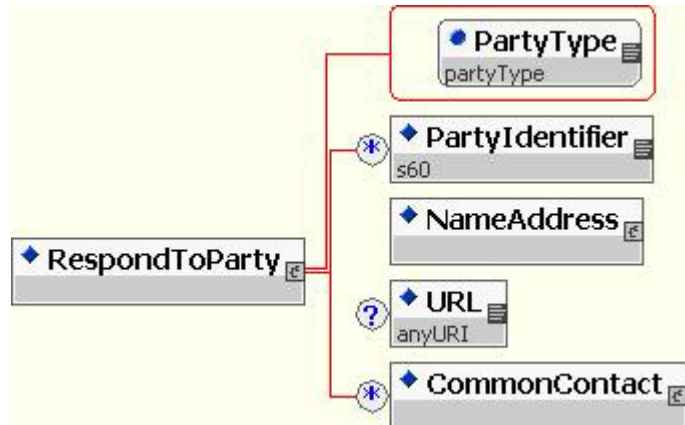 PartyType
partyType
* PartyIdentifier
s60
NameAddress
RespondToParty
? URL
anyURI
* CommonContact